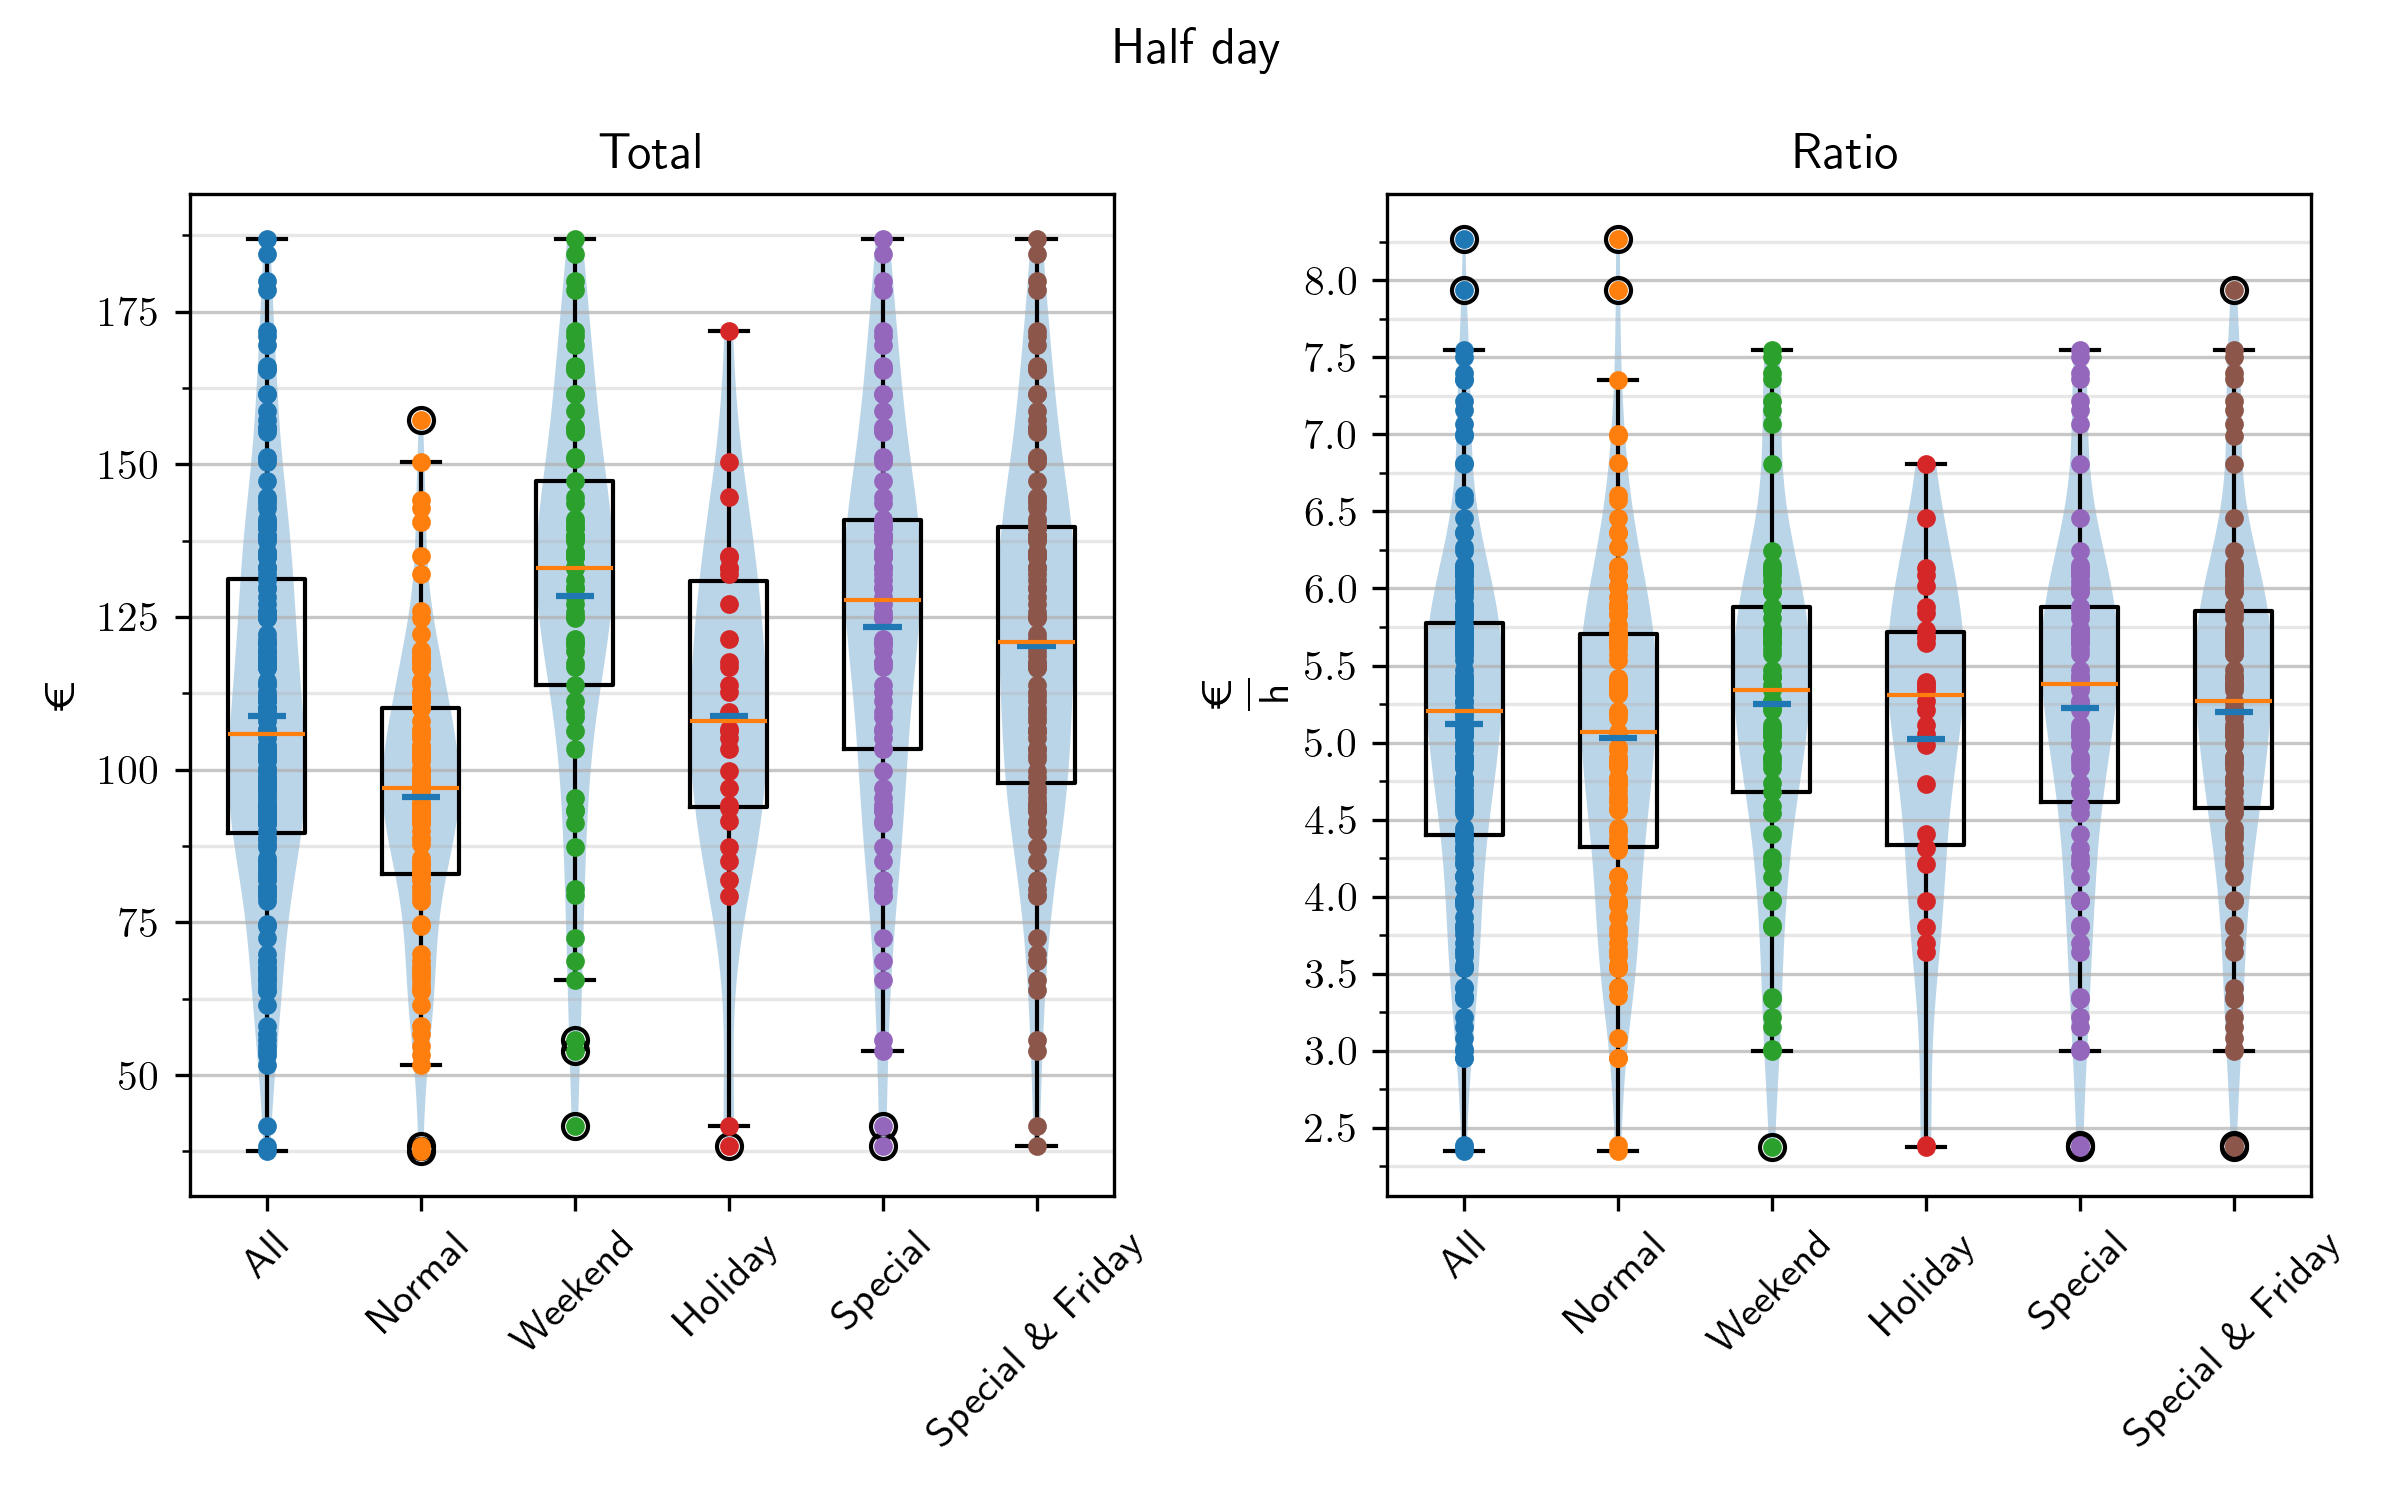 Half day
Total
€
175
150
125
100
75
50
All
Normal
Weekend
Holiday
Special
Special & Friday
Ratio
€
h
8.0
7.5
7.0
6.5
6.0
5.5
5.0
4.5
4.0
3.5
3.0
2.5
All
Normal
Weekend
Holiday
Special
Special & Friday